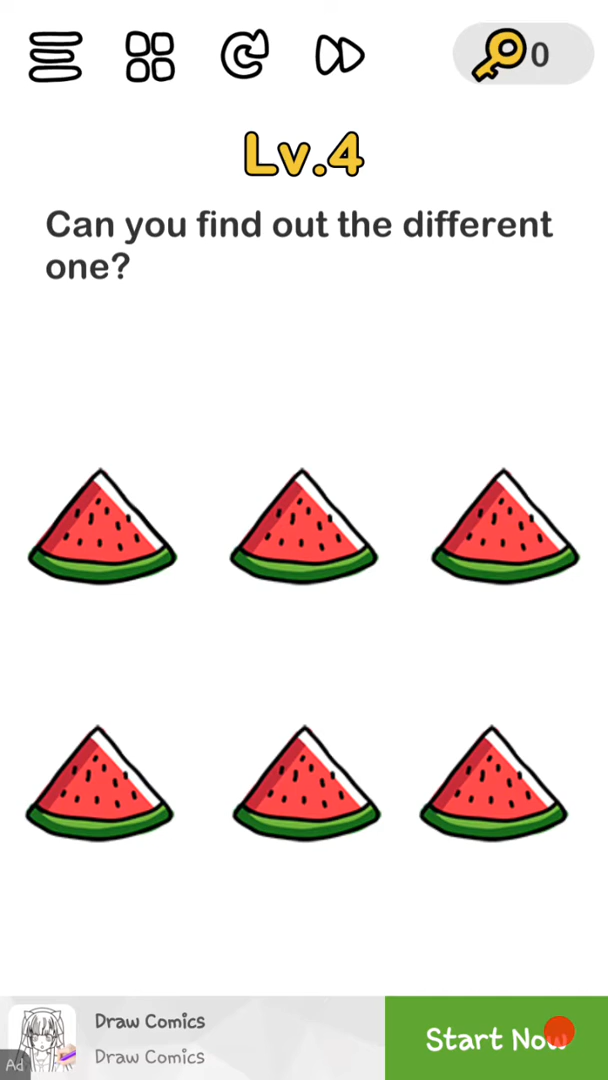 0
Lv.4
Can you find out the different
one?
Draw Comics
Draw Comics
Start Now
Ad